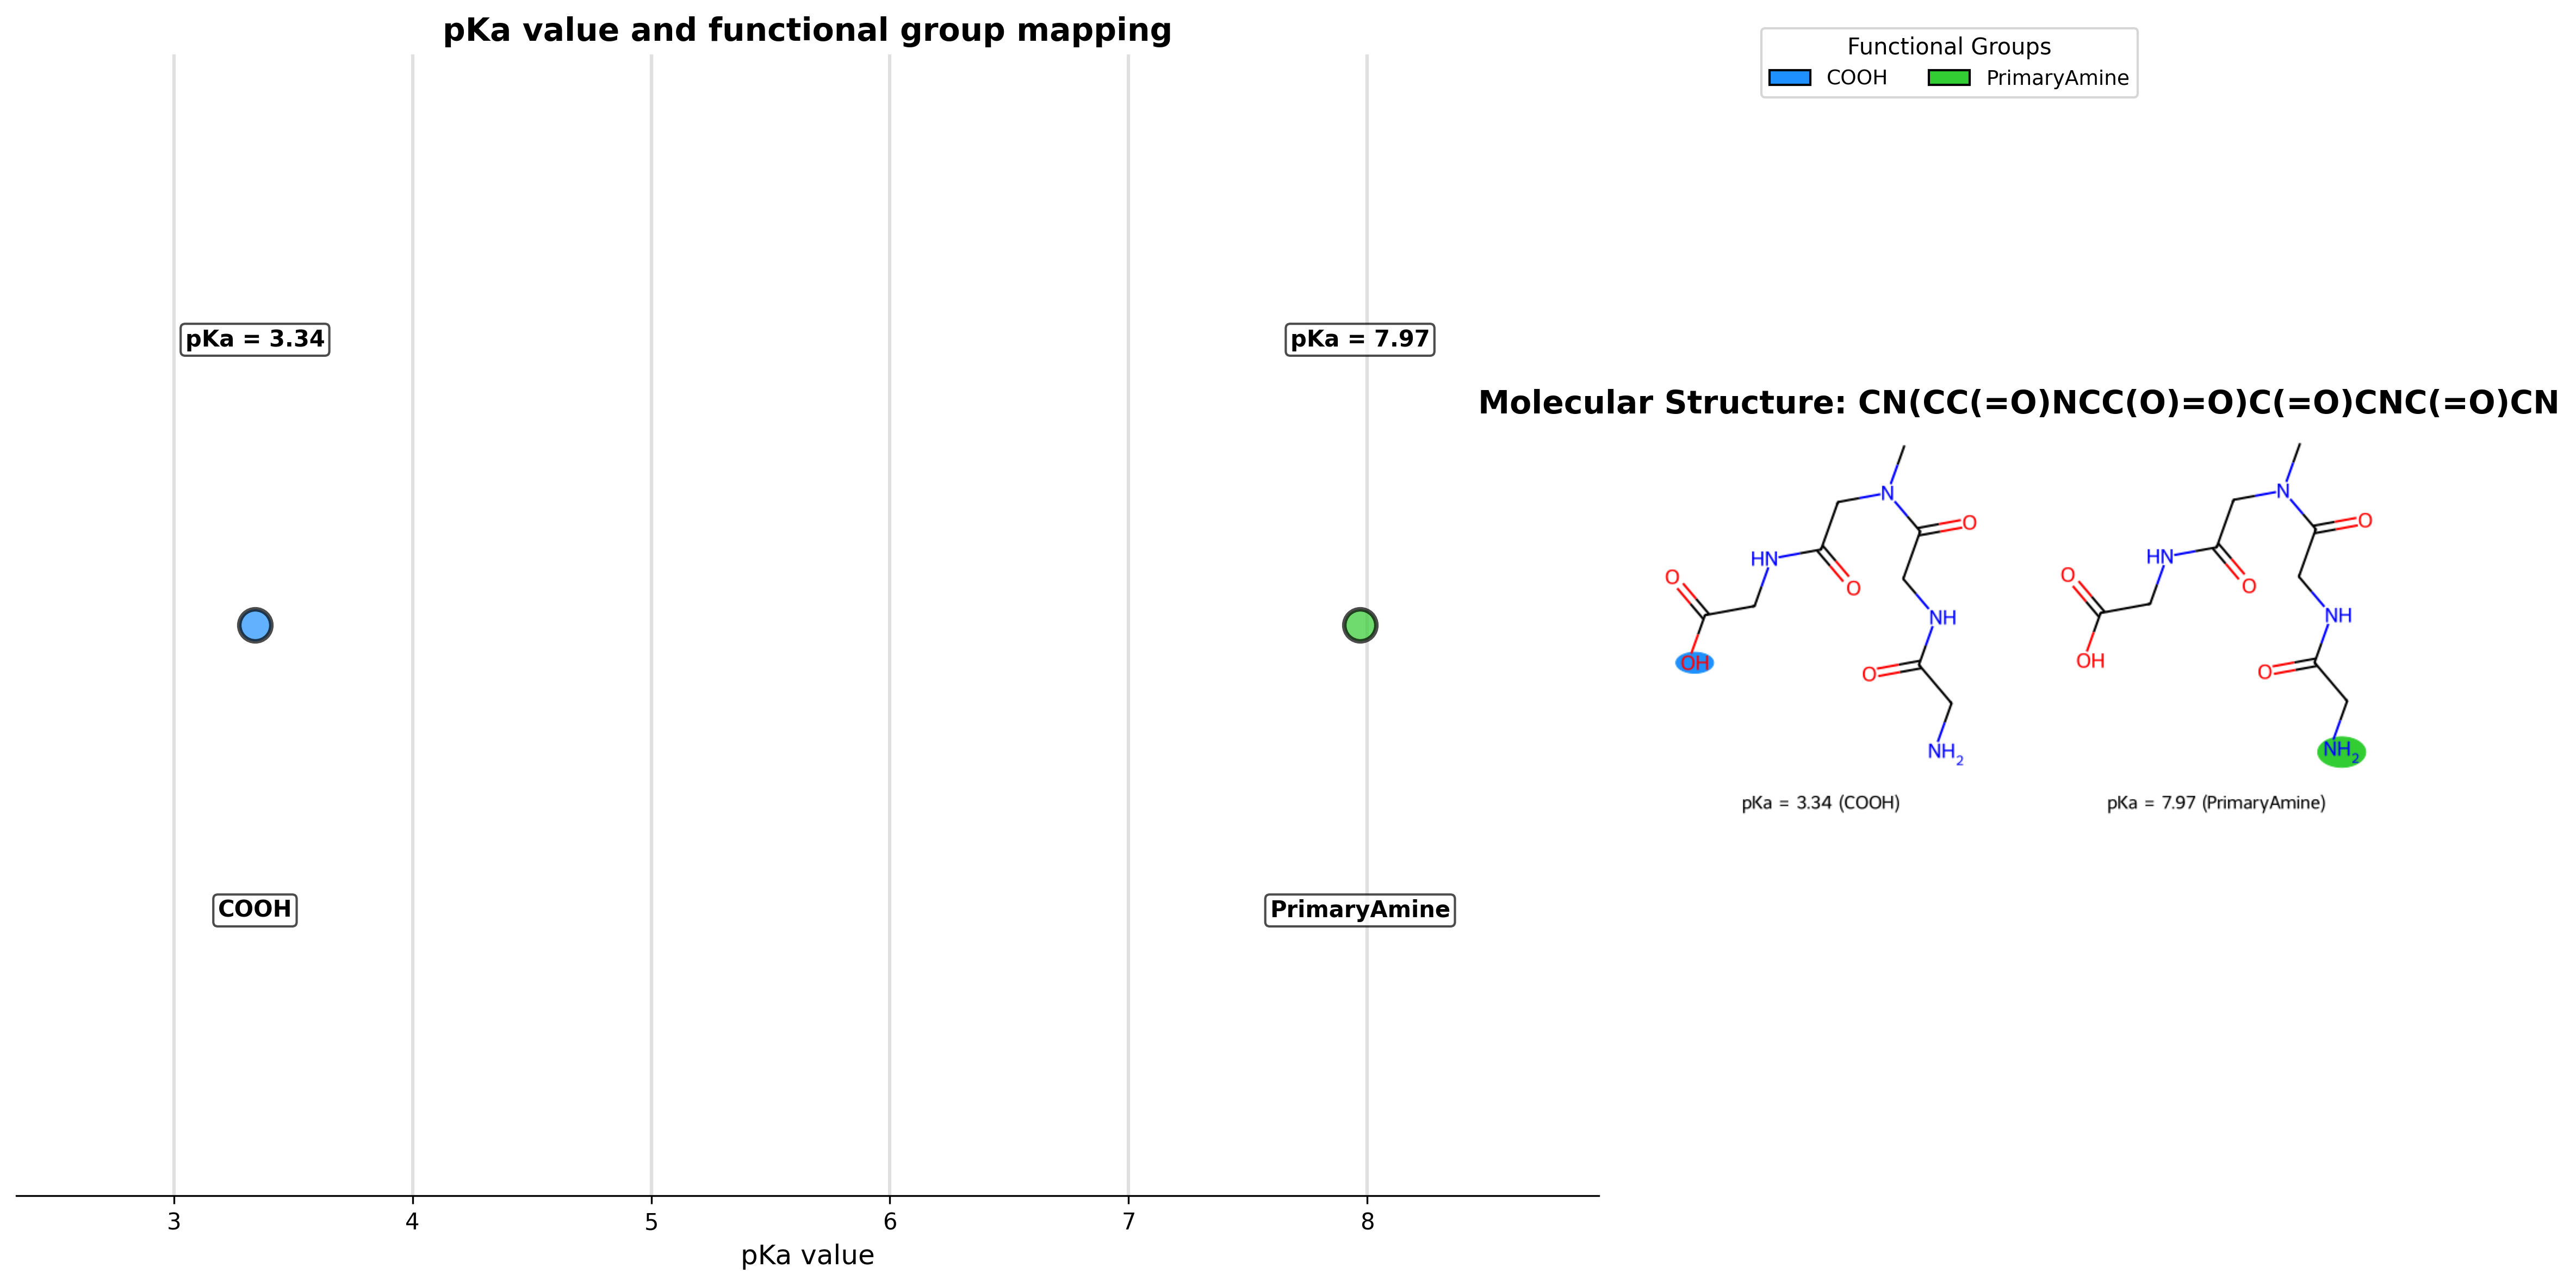 pKa value and functional group mapping
pKa = 3.34
pKa = 7.97
COOH
PrimaryAmine
3
4
5
6
7
8
pKa value
Functional Groups
COOH
PrimaryAmine
Molecular Structure: CN(CC(=O)NCC(O)=O)C(=O)CNC(=O)CN
N
O
HN
O
O
NH
OH
O
NH2
pKa = 3.34 (COOH)
N
O
HN
O
O
NH
OH
O
NH2
pKa = 7.97 (PrimaryAmine)